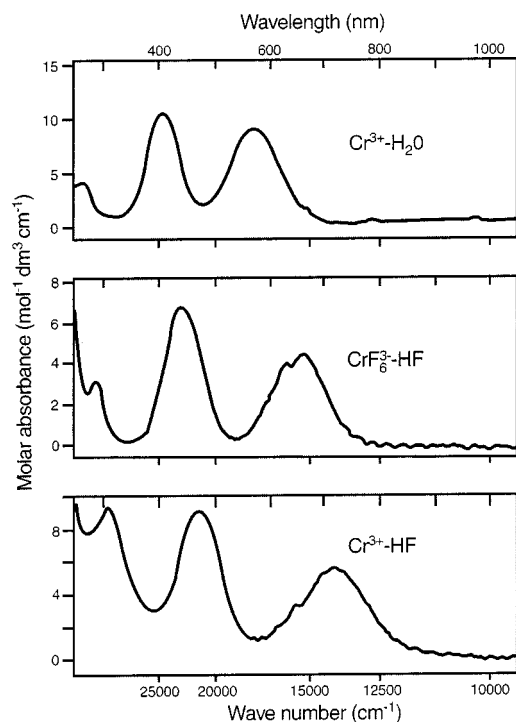 Wavelength (nm)
400 500 600 800 1000
Molar absorbance (mol⁻¹ dm³ cm⁻¹)
15
10
5
0
Cr³⁺-H₂0
8
6
4
2
0
CrF₆³⁻-HF
8
4
0
Cr³⁺-HF
25000 20000 15000 12500 10000
Wave number (cm⁻¹)